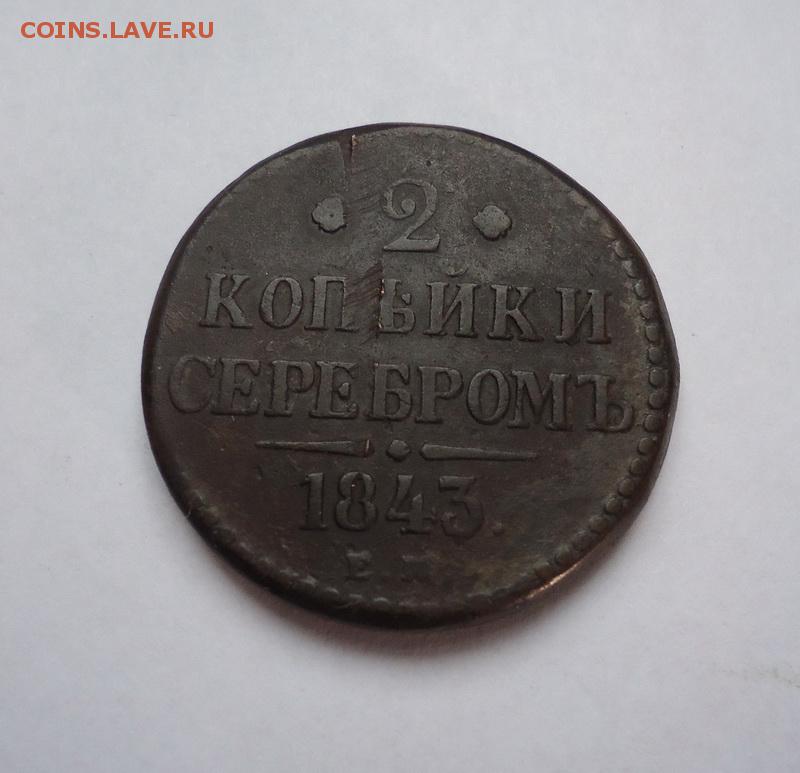 COINS.LAVE.RU
2
КОПѢЙКИ
СЕРЕБРОМЪ
1843.
Е М